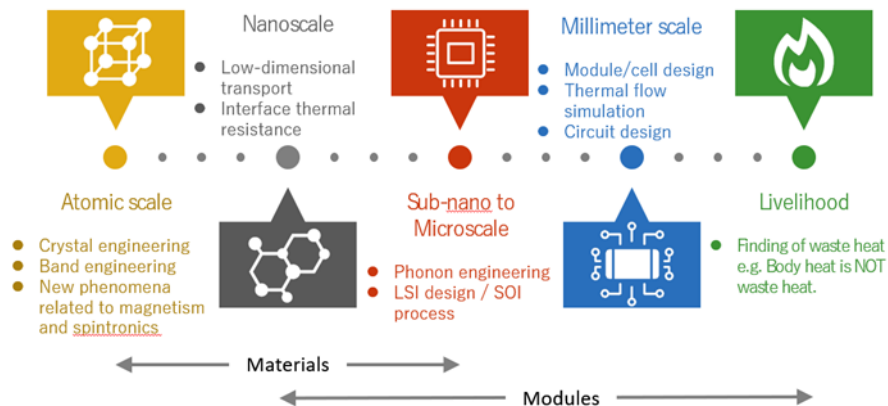 Nanoscale
Low-dimensional
transport
Interface thermal
resistance
Millimeter scale
Module/cell design
Thermal flow
simulation
Circuit design
Atomic scale
Crystal engineering
Band engineering
New phenomena
related to magnetism
and spintronics
Sub-nano to
Microscale
Phonon engineering
LSI design / SOI
process
Livelihood
Finding of waste heat
e.g. Body heat is NOT
waste heat.
Materials
Modules